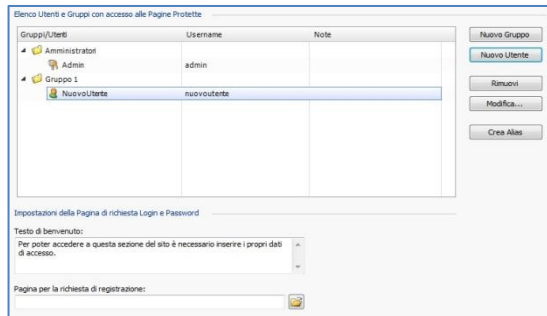 Elenco Utenti e Gruppi con accesso alle Pagine Protette
Gruppi/Utenti Username Note
Amministratori
Admin admin
Gruppo 1
NuovoUtente nuovoutente
Nuovo Gruppo
Nuovo Utente
Rimuovi
Modifica...
Crea Alias
Impostazioni della Pagina di richiesta Login e Password
Testo di benvenuto:
Per poter accedere a questa sezione del sito è necessario inserire i propri dati
di accesso.
Pagina per la richiesta di registrazione: